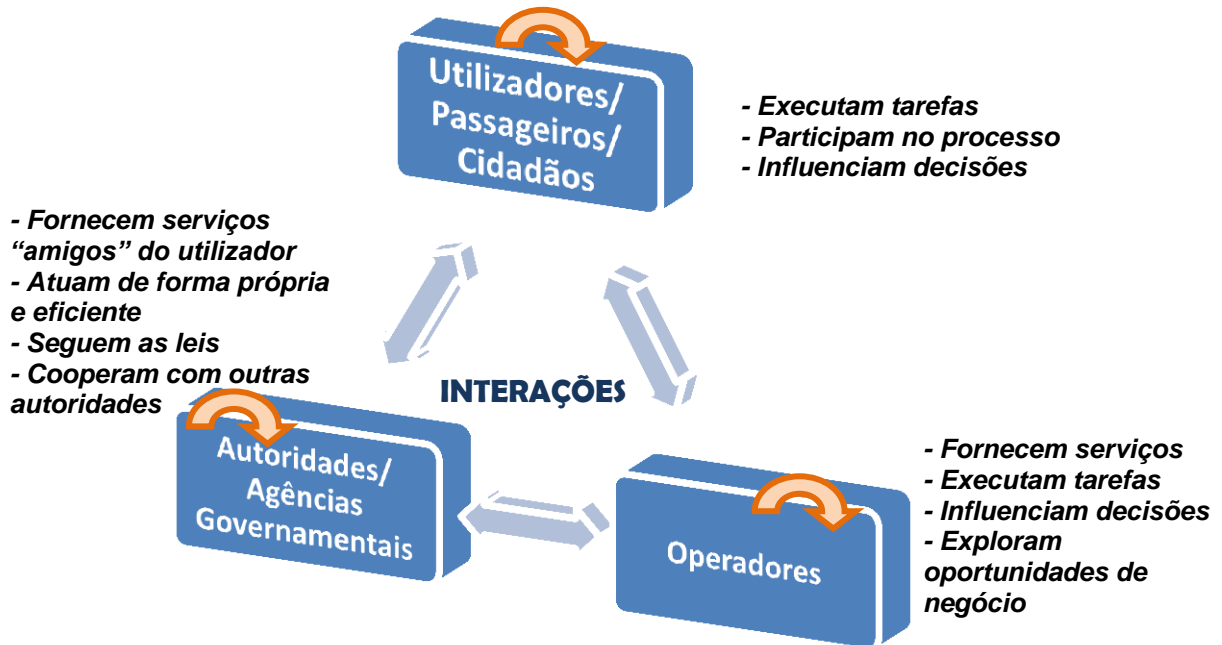 Utilizadores/
Passageiros/
Cidadãos
- Executam tarefas
- Participam no processo
- Influenciam decisões
- Fornecem serviços
“amigos” do utilizador
- Atuam de forma própria
e eficiente
- Seguem as leis
- Cooperam com outras
autoridades
INTERAÇÕES
Autoridades/
Agências
Governamentais
Operadores
- Fornecem serviços
- Executam tarefas
- Influenciam decisões
- Exploram
oportunidades de
negócio